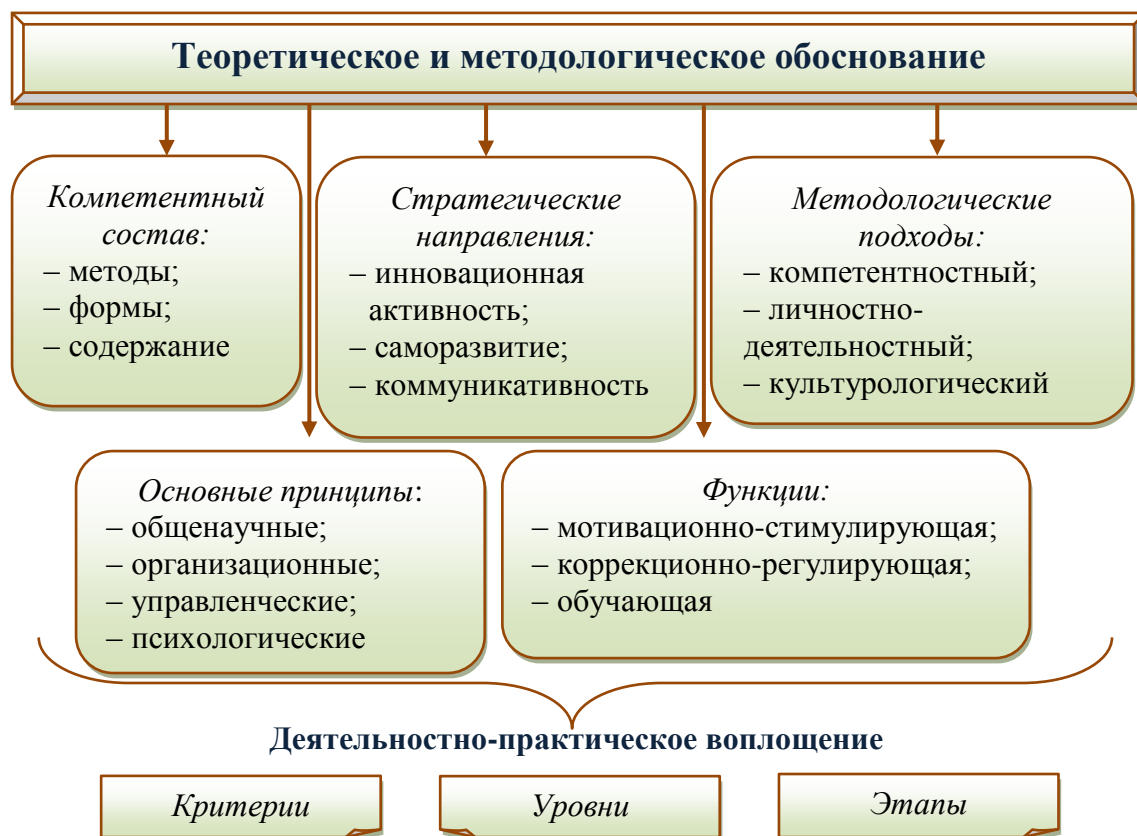 Теоретическое и методологическое обоснование
Компетентный
состав:
– методы;
– формы;
– содержание
Стратегические
направления:
– инновационная
активность;
– саморазвитие;
– коммуникативность
Методологические
подходы:
– компетентностный;
– личностно-
деятельностный;
– культурологический
Основные принципы:
– общенаучные;
– организационные;
– управленческие;
– психологические
Функции:
– мотивационно-стимулирующая;
– коррекционно-регулирующая;
– обучающая
Деятельностно-практическое воплощение
Критерии
Уровни
Этапы